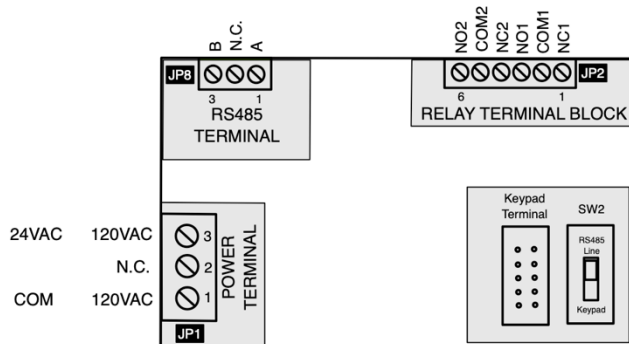 B
N.C.
A
JP8
3
1
RS485
TERMINAL
NO2
COM2
NC2
NO1
COM1
NC1
JP2
6
1
RELAY TERMINAL BLOCK
24VAC
120VAC
3
N.C.
2
COM
120VAC
1
POWER
TERMINAL
JP1
Keypad
Terminal
SW2
RS485
Line
Keypad